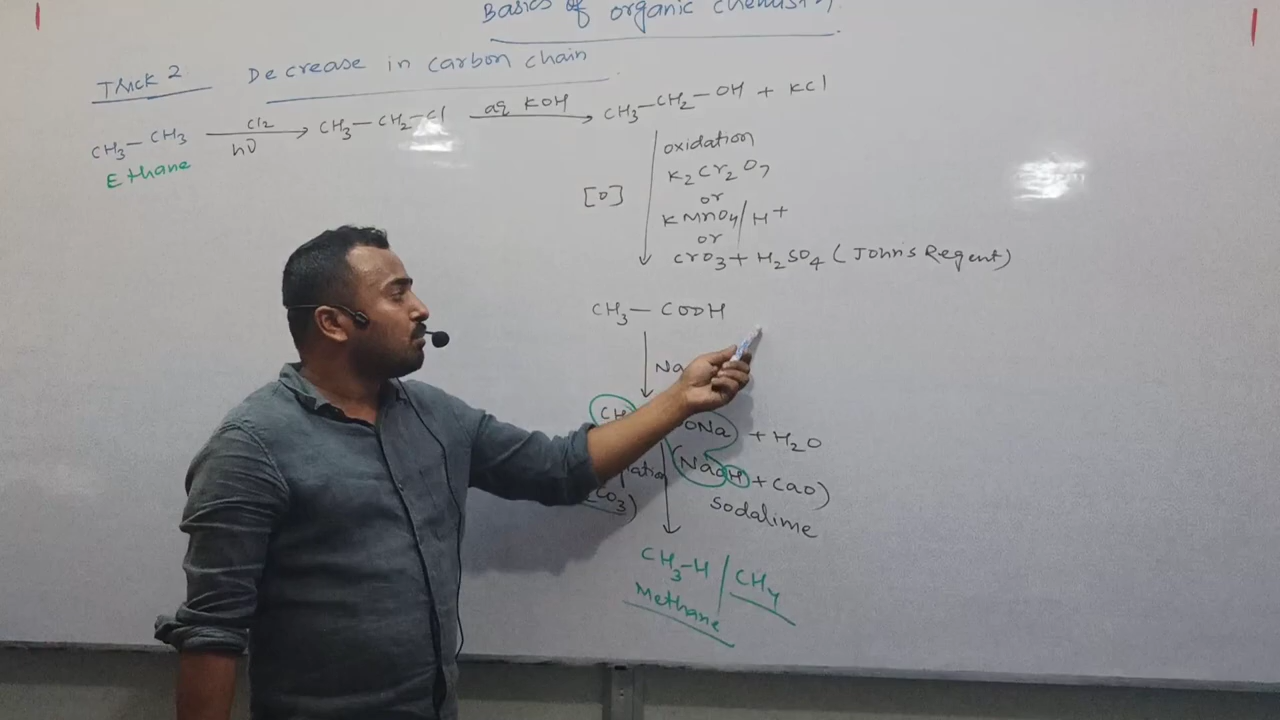 Basics of organic chemistry.
Trick 2 Decrease in carbon chain
CH3—CH3 Cl2 hν CH3—CH2—Cl aq KOH CH3—CH2—OH + KCl
Ethane
oxidation
K2Cr2O7
[O]
or
KMnO4/H+
or
CrO3 + H2SO4 (John's Regent)
CH3—COOH
Na
CH ONa + H2O
NaOH + CaO)
CO3)
sodalime
CH3-H / CH4
Methane